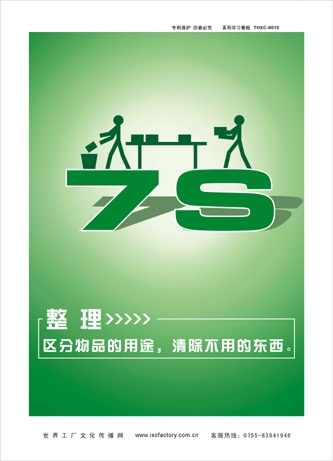 专利保护 仿者必究 系列学习看板 THXC-0010
7S
整理>>>>>
区分物品的用途，清除不用的东西。
世界工厂文化传播网 www.isofactory.com.cn 客服热线：0755-83941946